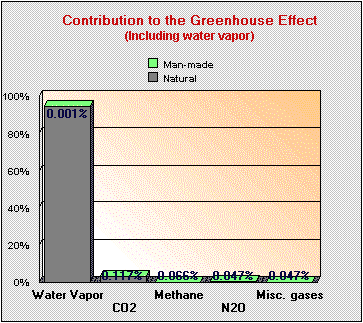 Contribution to the Greenhouse Effect
(Including water vapor)
Man-made
Natural
100%
80%
60%
40%
20%
0%
0.001%
0.117%
0.066%
0.047%
0.047%
Water Vapor
CO2
Methane
N2O
Misc. gases